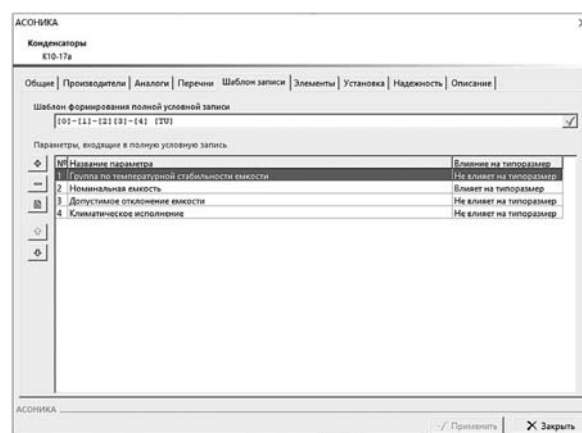 АСОНИКА
Конденсаторы
К10-17а
Общие Производители Аналоги Перечни Шаблон записи Элементы Установка Надежность Описание
Шаблон формирования полной условной записи
[0]-[1]-[2][3]-[4] [TU]
Параметры, входящие в полную условную запись
№ Название параметра Влияние на типоразмер
1 Группа по температурной стабильности емкости Не влияет на типоразмер
2 Номинальная емкость Влияет на типоразмер
3 Допустимое отклонение емкости Не влияет на типоразмер
4 Климатическое исполнение Не влияет на типоразмер
АСОНИКА
Применить Закрыть